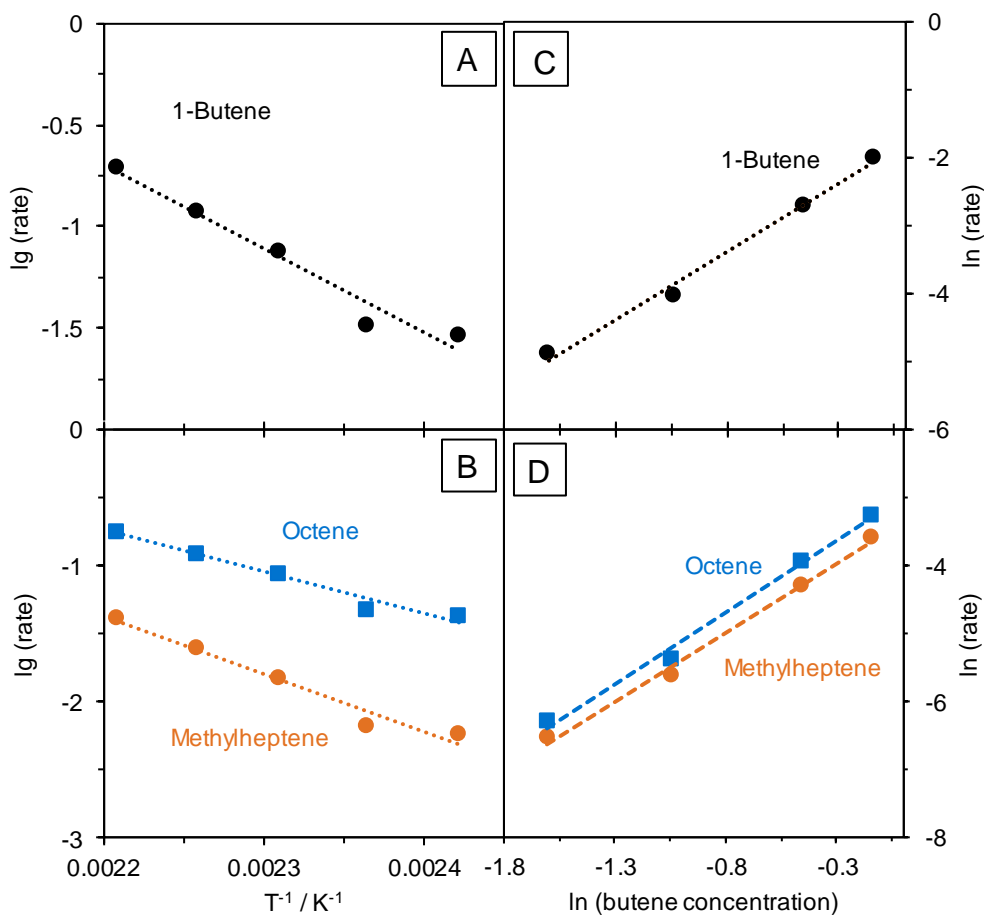 A
1-Butene
0
-0.5
-1
-1.5
lg (rate)
C
1-Butene
0
-2
-4
-6
ln (rate)
B
Octene
Methylheptene
0
-1
-2
-3
lg (rate)
0.0022
0.0023
0.0024
T⁻¹ / K⁻¹
D
Octene
Methylheptene
-4
-6
-8
ln (rate)
-1.8
-1.3
-0.8
-0.3
ln (butene concentration)